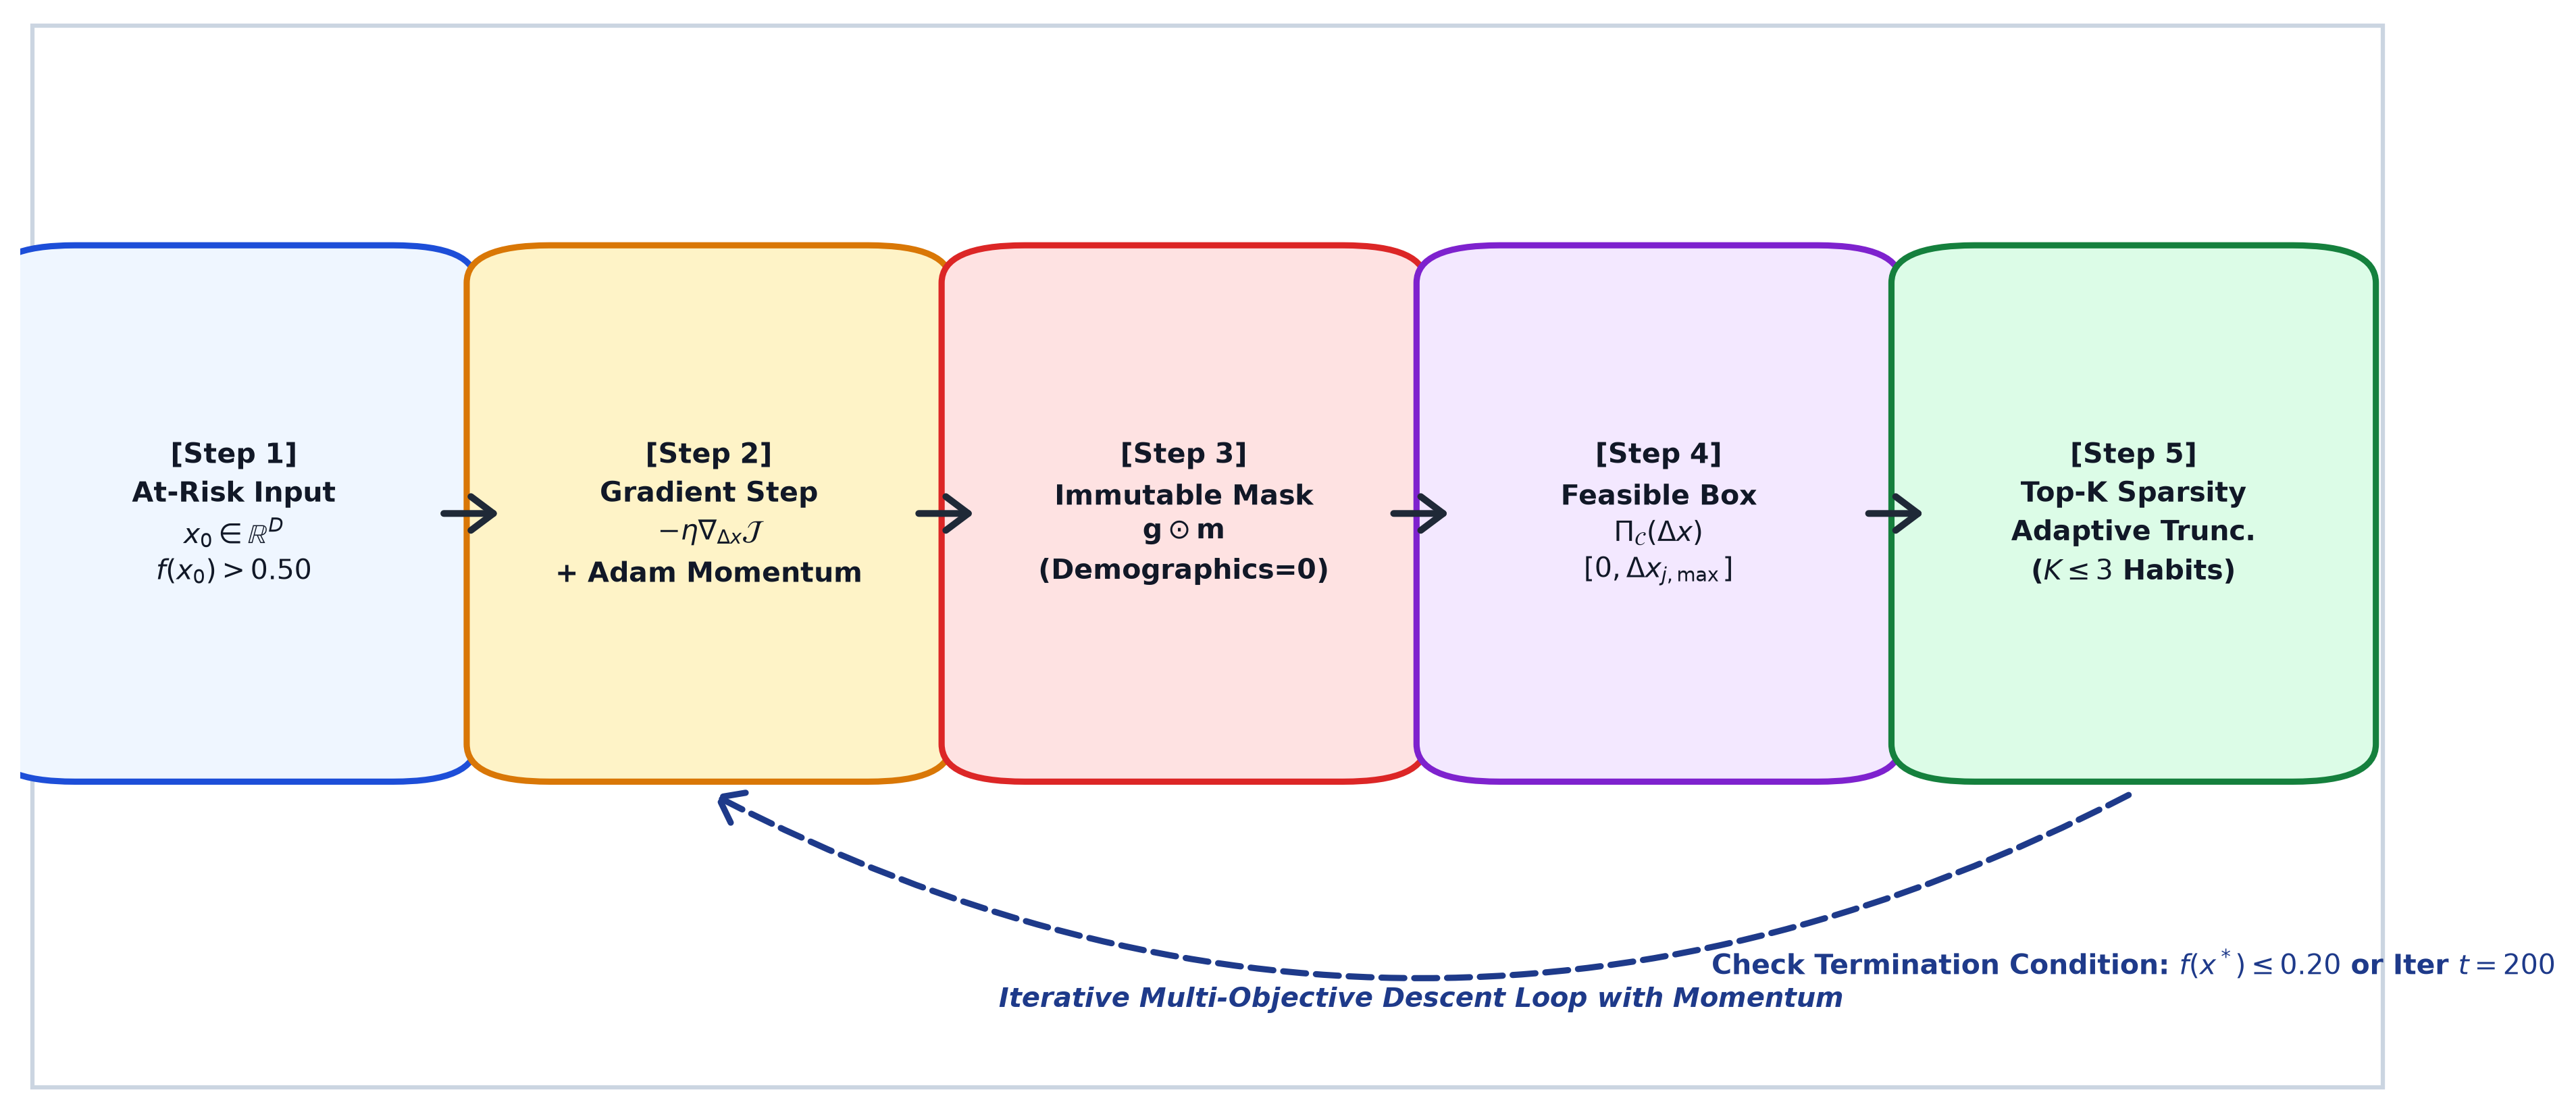 [Step 1]
At-Risk Input
x₀ ∈ ℝᴰ
f(x₀) > 0.50
[Step 2]
Gradient Step
−η∇_Δx 𝒥
+ Adam Momentum
[Step 3]
Immutable Mask
g ⊙ m
(Demographics=0)
[Step 4]
Feasible Box
Π_𝒞(Δx)
[0, Δx_j,max]
[Step 5]
Top-K Sparsity
Adaptive Trunc.
(K ≤ 3 Habits)
Check Termination Condition: f(x*) ≤ 0.20 or Iter t = 200
Iterative Multi-Objective Descent Loop with Momentum